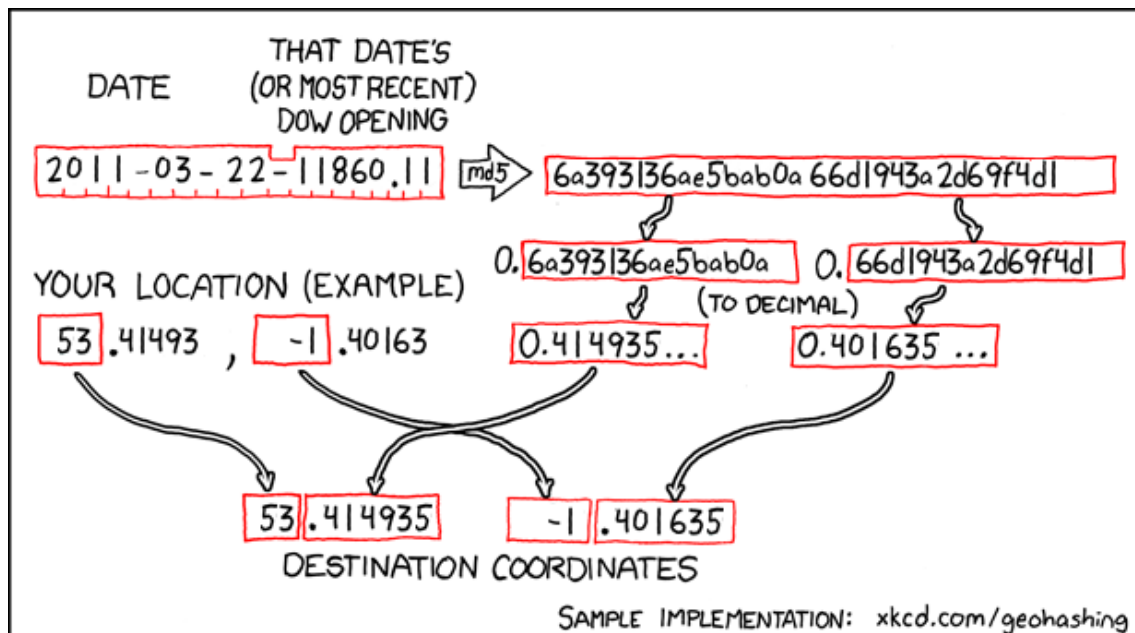 DATE
THAT DATE'S
(OR MOST RECENT)
DOW OPENING
2011-03-22-11860.11
md5
6a393136ae5bab0a66d1943a2d69f4d1
0.6a393136ae5bab0a
0.66d1943a2d69f4d1
YOUR LOCATION (EXAMPLE)
(TO DECIMAL)
53.41493, -1.40163
0.414935...
0.401635 ...
53.414935
-1.401635
DESTINATION COORDINATES
SAMPLE IMPLEMENTATION: xkcd.com/geohashing